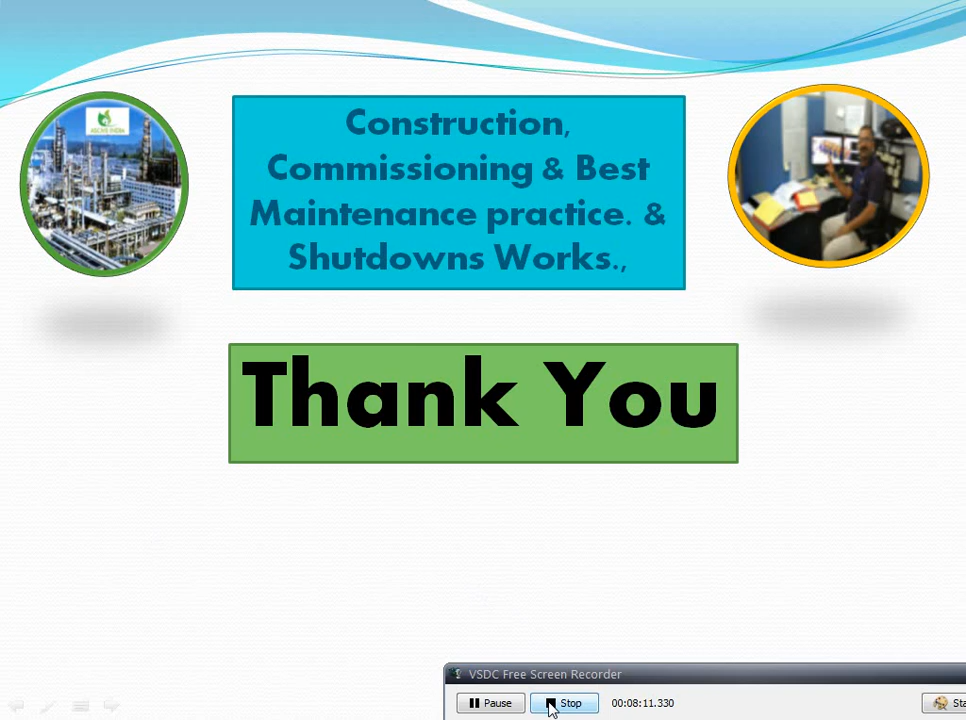 Construction,
Commissioning & Best
Maintenance practice. &
Shutdowns Works.,
Thank You
VSDC Free Screen Recorder
Pause
Stop
00:08:11.330
Sta